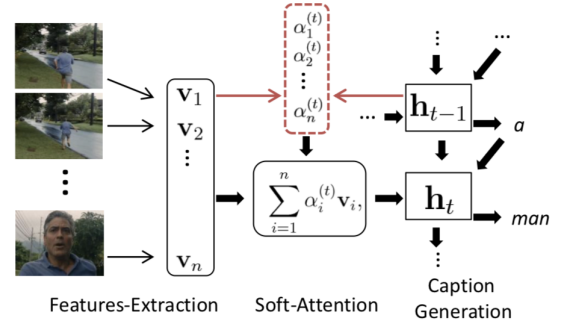 α₁⁽ᵗ⁾
α₂⁽ᵗ⁾
⋮
αₙ⁽ᵗ⁾
v₁
v₂
⋮
vₙ
⋮
∑ᵢ₌₁ⁿ αᵢ⁽ᵗ⁾vᵢ,
⋮ ...
... hₜ₋₁
a
hₜ
man
⋮
Features-Extraction
Soft-Attention
Caption
Generation